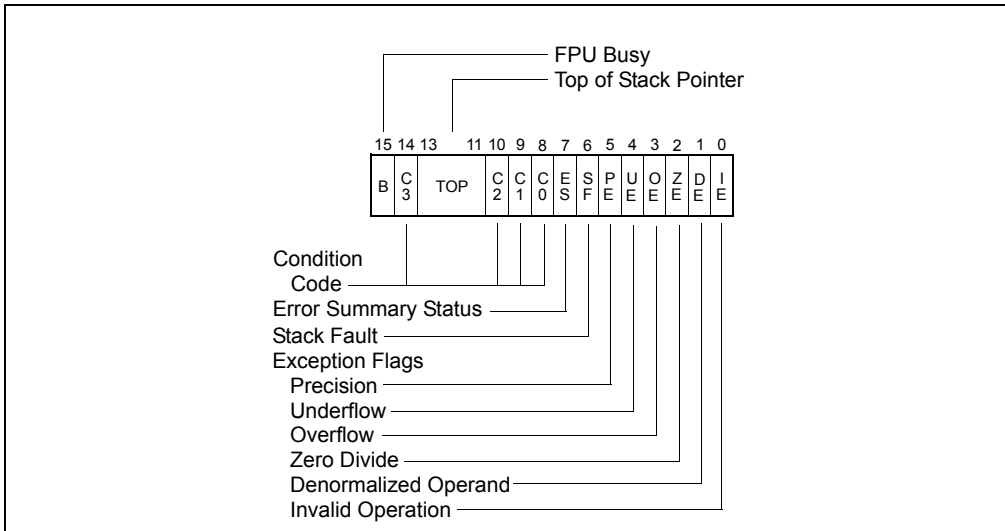 FPU Busy
Top of Stack Pointer
15 14 13 11 10 9 8 7 6 5 4 3 2 1 0
B C3 TOP C2 C1 C0 ES SF PE UE OE ZE DE IE
Condition
Code
Error Summary Status
Stack Fault
Exception Flags
Precision
Underflow
Overflow
Zero Divide
Denormalized Operand
Invalid Operation